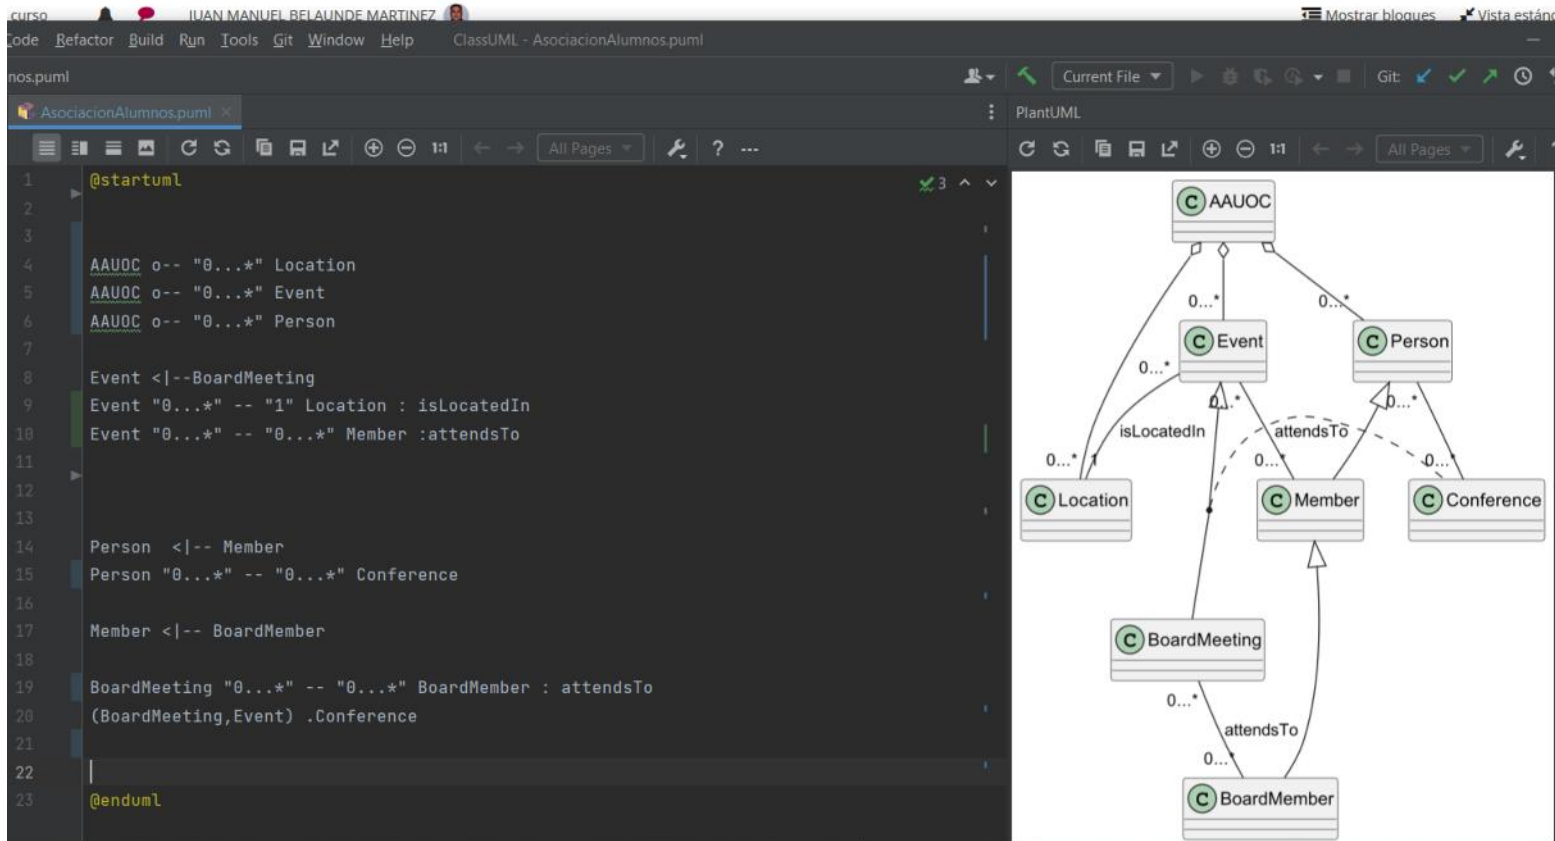 curso JUAN MANUEL BELAUNDE MARTINEZ Mostrar bloques Vista estánd
Code Refactor Build Run Tools Git Window Help ClassUML - AsociacionAlumnos.puml
nos.puml Current File Git:
AsociacionAlumnos.puml PlantUML
1:1 All Pages ? 1:1 All Pages
1 @startuml 3
2
3
4 AAUOC o-- "0...*" Location
5 AAUOC o-- "0...*" Event
6 AAUOC o-- "0...*" Person
7
8 Event <|--BoardMeeting
9 Event "0...*" -- "1" Location : isLocatedIn
10 Event "0...*" -- "0...*" Member :attendsTo
11
12
13
14 Person  <|-- Member
15 Person "0...*" -- "0...*" Conference
16
17 Member <|-- BoardMember
18
19 BoardMeeting "0...*" -- "0...*" BoardMember : attendsTo
20 (BoardMeeting,Event) .Conference
21
22
23 @enduml
C AAUOC
0...* 0...*
C Event C Person
0...*
0...* 0...*
isLocatedIn attendsTo
0...* 1 0...* 0...*
C Location C Member C Conference
C BoardMeeting
0...*
attendsTo
0...*
C BoardMember